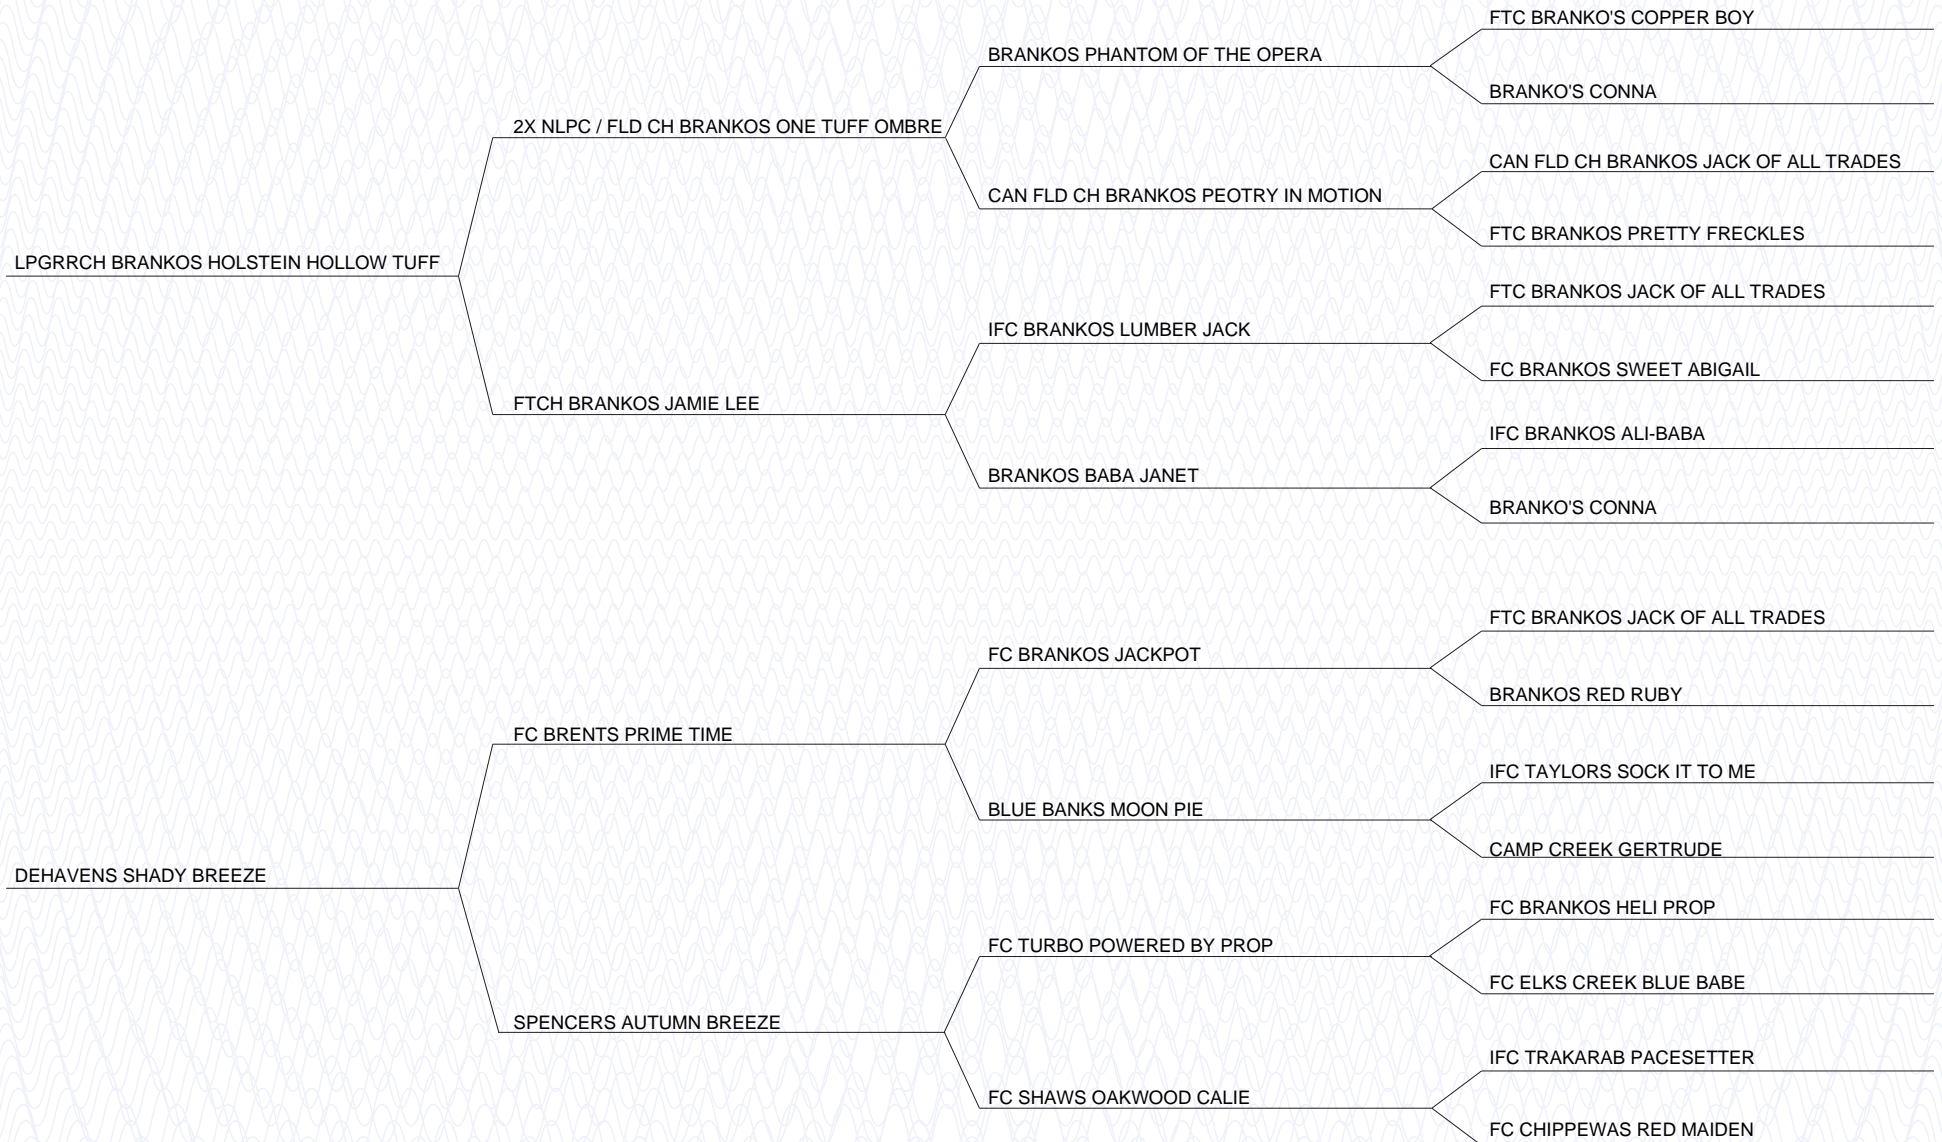 FTC BRANKO'S COPPER BOY
BRANKOS PHANTOM OF THE OPERA
BRANKO'S CONNA
2X NLPC / FLD CH BRANKOS ONE TUFF OMBRE
CAN FLD CH BRANKOS JACK OF ALL TRADES
CAN FLD CH BRANKOS PEOTRY IN MOTION
FTC BRANKOS PRETTY FRECKLES
LPGRRCH BRANKOS HOLSTEIN HOLLOW TUFF
FTC BRANKOS JACK OF ALL TRADES
IFC BRANKOS LUMBER JACK
FC BRANKOS SWEET ABIGAIL
FTCH BRANKOS JAMIE LEE
IFC BRANKOS ALI-BABA
BRANKOS BABA JANET
BRANKO'S CONNA
FTC BRANKOS JACK OF ALL TRADES
FC BRANKOS JACKPOT
BRANKOS RED RUBY
FC BRENTS PRIME TIME
IFC TAYLORS SOCK IT TO ME
BLUE BANKS MOON PIE
CAMP CREEK GERTRUDE
DEHAVENS SHADY BREEZE
FC BRANKOS HELI PROP
FC TURBO POWERED BY PROP
FC ELKS CREEK BLUE BABE
SPENCERS AUTUMN BREEZE
IFC TRAKARAB PACESETTER
FC SHAWS OAKWOOD CALIE
FC CHIPPEWAS RED MAIDEN